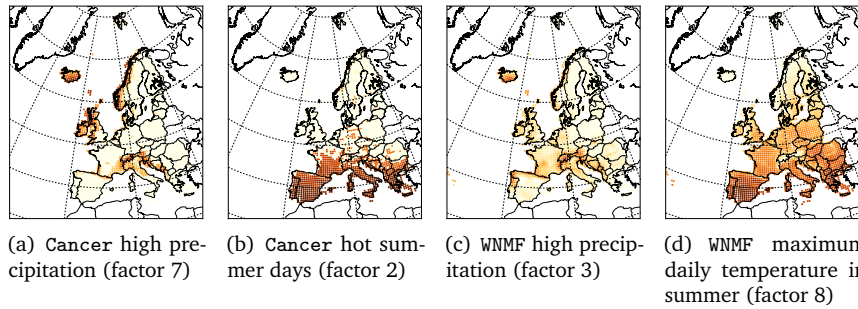 (a) Cancer high pre-
cipitation (factor 7)
(b) Cancer hot sum-
mer days (factor 2)
(c) WNMF high precip-
itation (factor 3)
(d) WNMF maximum
daily temperature in
summer (factor 8)